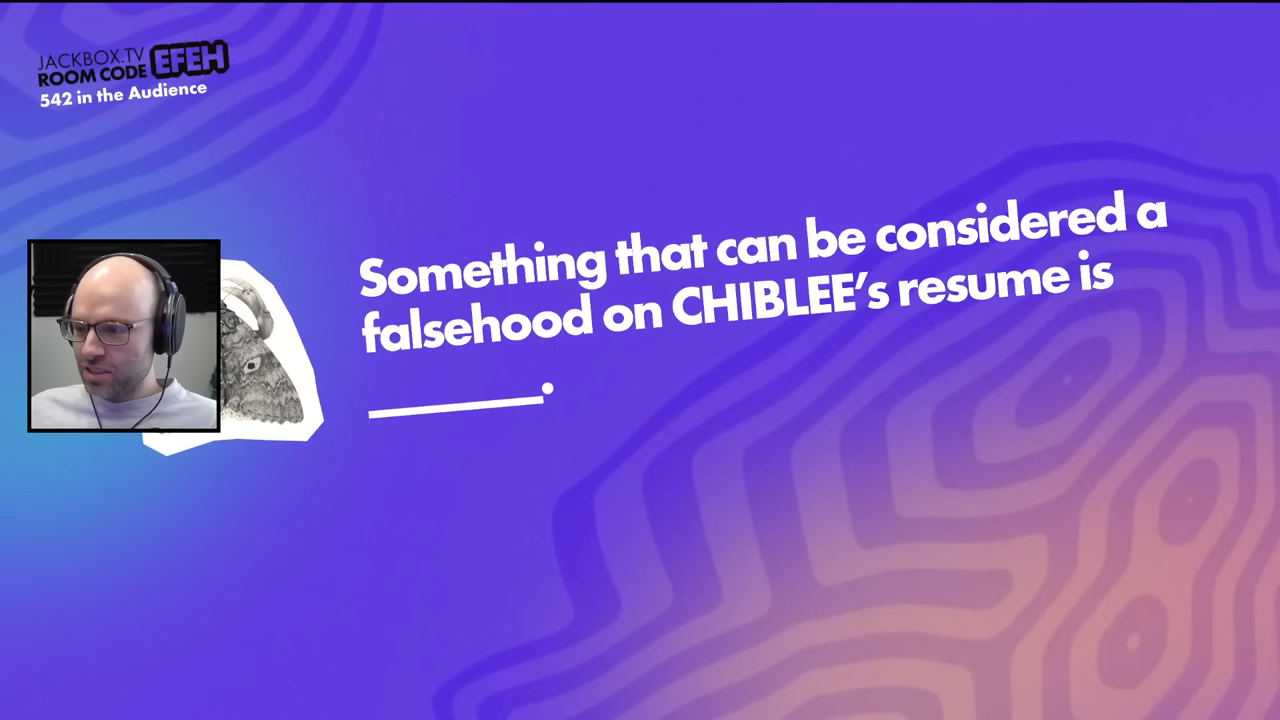 JACKBOX.TV
ROOM CODE EFEH
542 in the Audience
Something that can be considered a
falsehood on CHIBLEE’s resume is
_______.